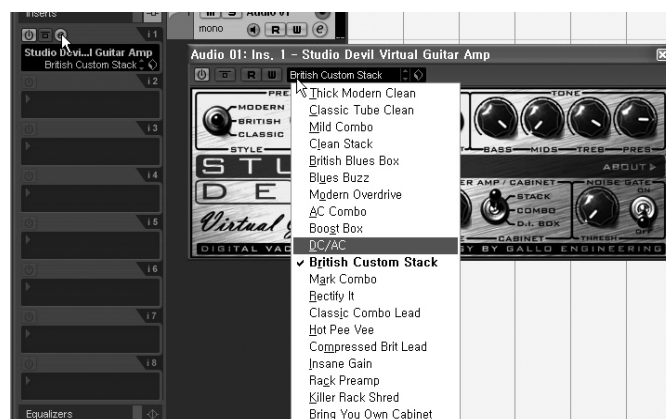 Inserts
i 1
Studio Devi...l Guitar Amp
British Custom Stack
i 2
i 3
i 4
i 5
i 6
i 7
i 8
Equalizers
M S Audio 01
mono R W e
Audio 01: Ins. 1 - Studio Devil Virtual Guitar Amp
R W British Custom Stack
Thick Modern Clean
Classic Tube Clean
Mild Combo
Clean Stack
British Blues Box
Blues Buzz
Modern Overdrive
AC Combo
Boost Box
DC/AC
British Custom Stack
Mark Combo
Rectify It
Classic Combo Lead
Hot Pee Vee
Compressed Brit Lead
Insane Gain
Rack Preamp
Killer Rack Shred
Bring You Own Cabinet
MODERN
BRITISH
CLASSIC
STYLE
TONE
BASS MIDS TREB PRES
ABOUT
AMP / CABINET
STACK
COMBO
D.I. BOX
CABINET
NOISE GATE
ON
OFF
THRESH
Virtual
DIGITAL
BY GALLO ENGINEERING